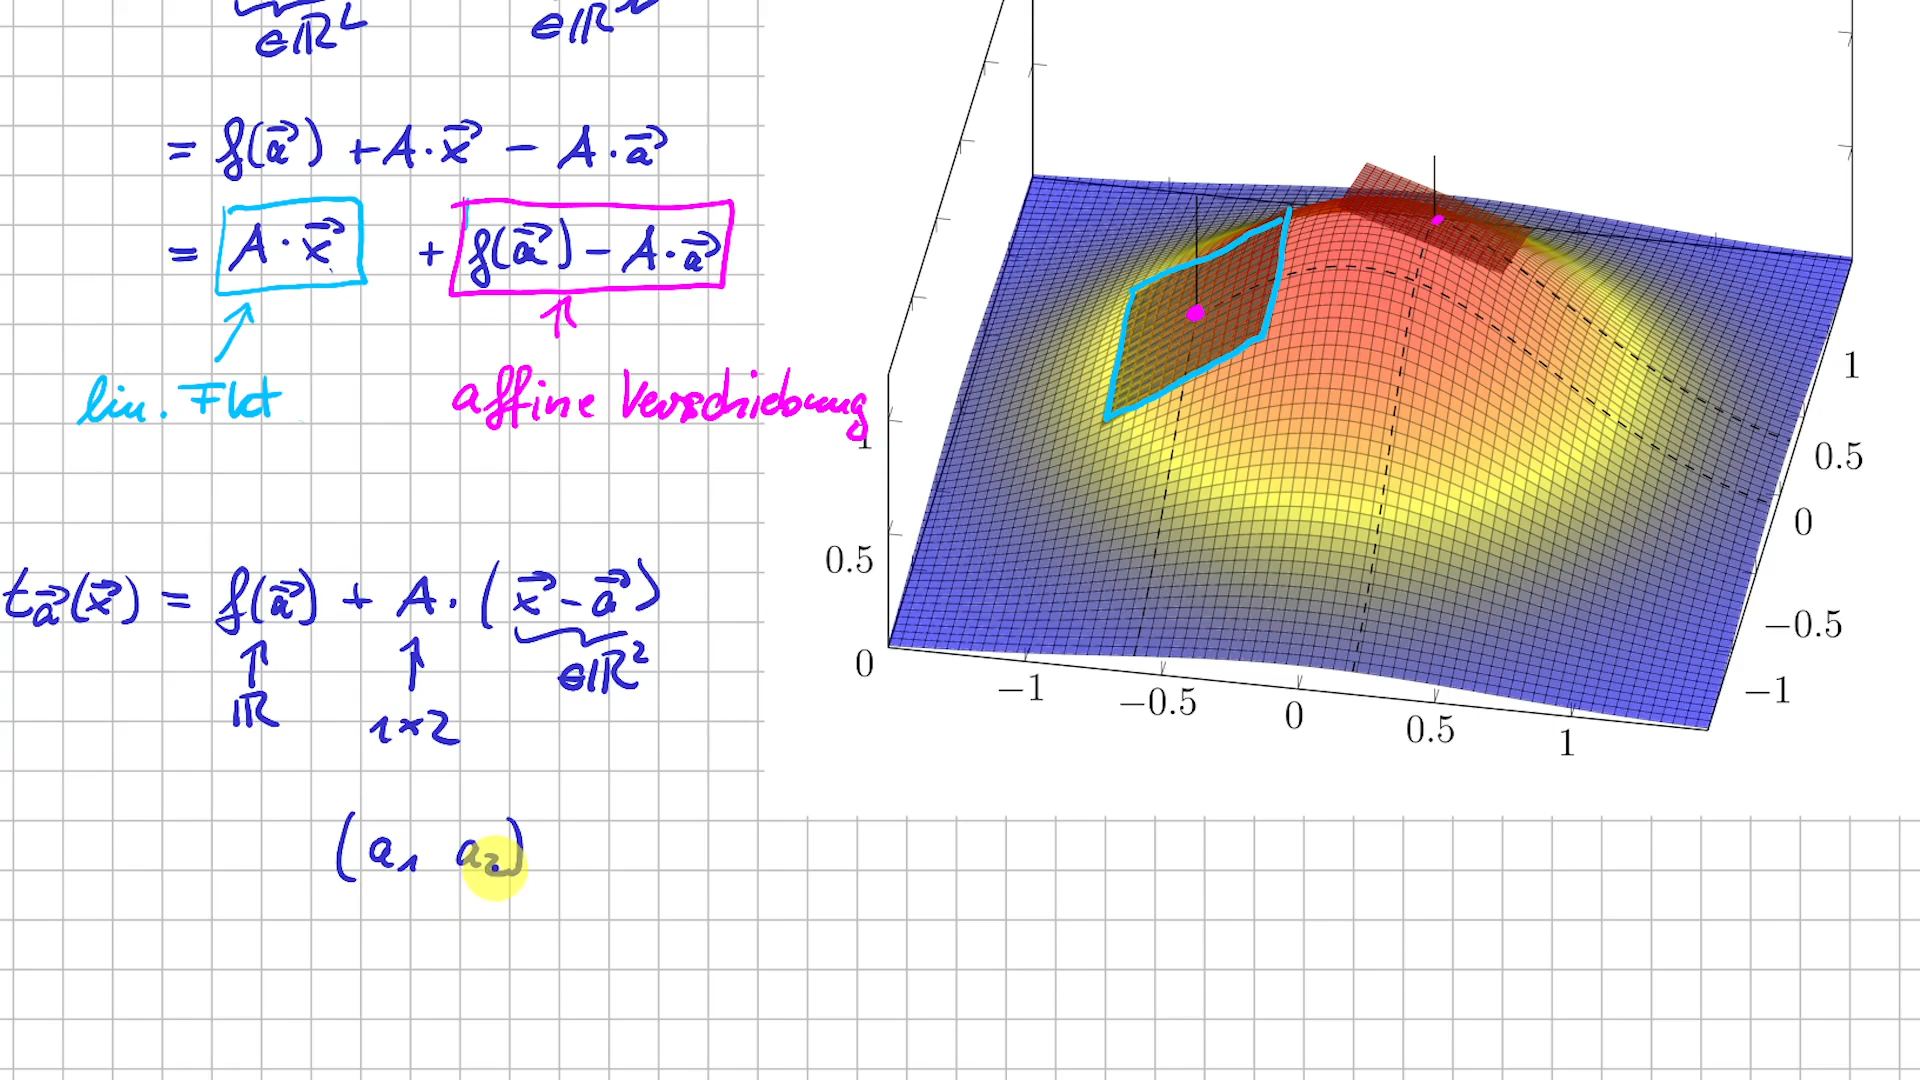 ∈ℝ² ∈ℝ
= f(a⃗) + A·x⃗ − A·a⃗
= A·x⃗ + f(a⃗) − A·a⃗
lin. Fkt affine Verschiebung
t_a⃗(x⃗) = f(a⃗) + A·(x⃗ − a⃗)
↑ ↑ ∈ℝ²
ℝ 1×2
(a₁ a₂)
1
0.5
0
−1 −0.5 0 0.5 1
1
0.5
0
−0.5
−1